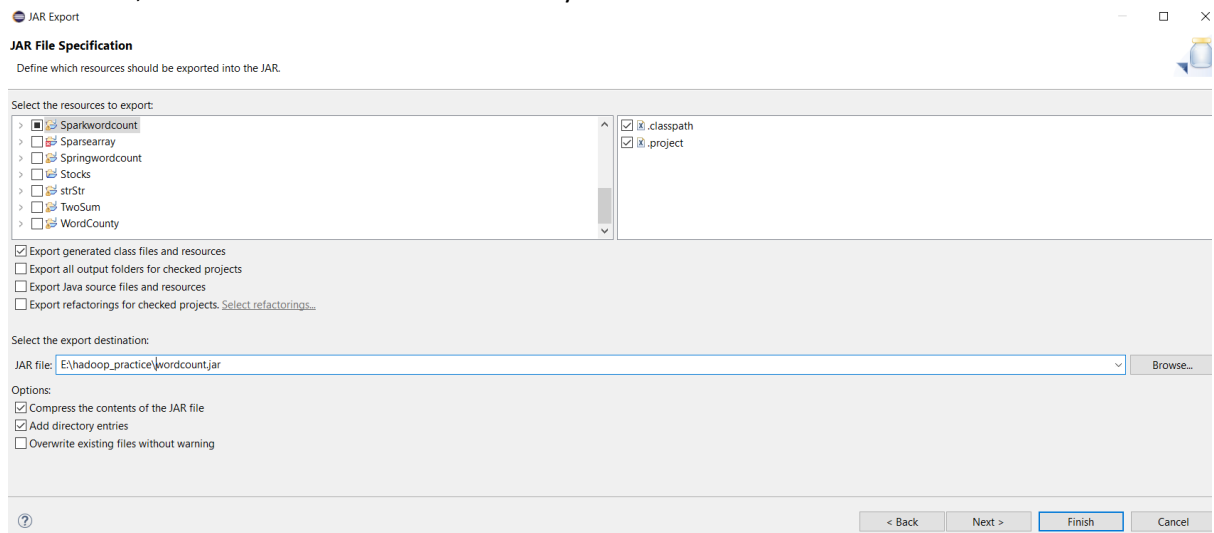 JAR Export
JAR File Specification
Define which resources should be exported into the JAR.
Select the resources to export:
Sparkwordcount
.classpath
Sparsearray
.project
Springwordcount
Stocks
strStr
TwoSum
WordCounty
Export generated class files and resources
Export all output folders for checked projects
Export Java source files and resources
Export refactorings for checked projects. Select refactorings...
Select the export destination:
JAR file: E:\hadoop_practice\wordcount.jar Browse...
Options:
Compress the contents of the JAR file
Add directory entries
Overwrite existing files without warning
? < Back Next > Finish Cancel